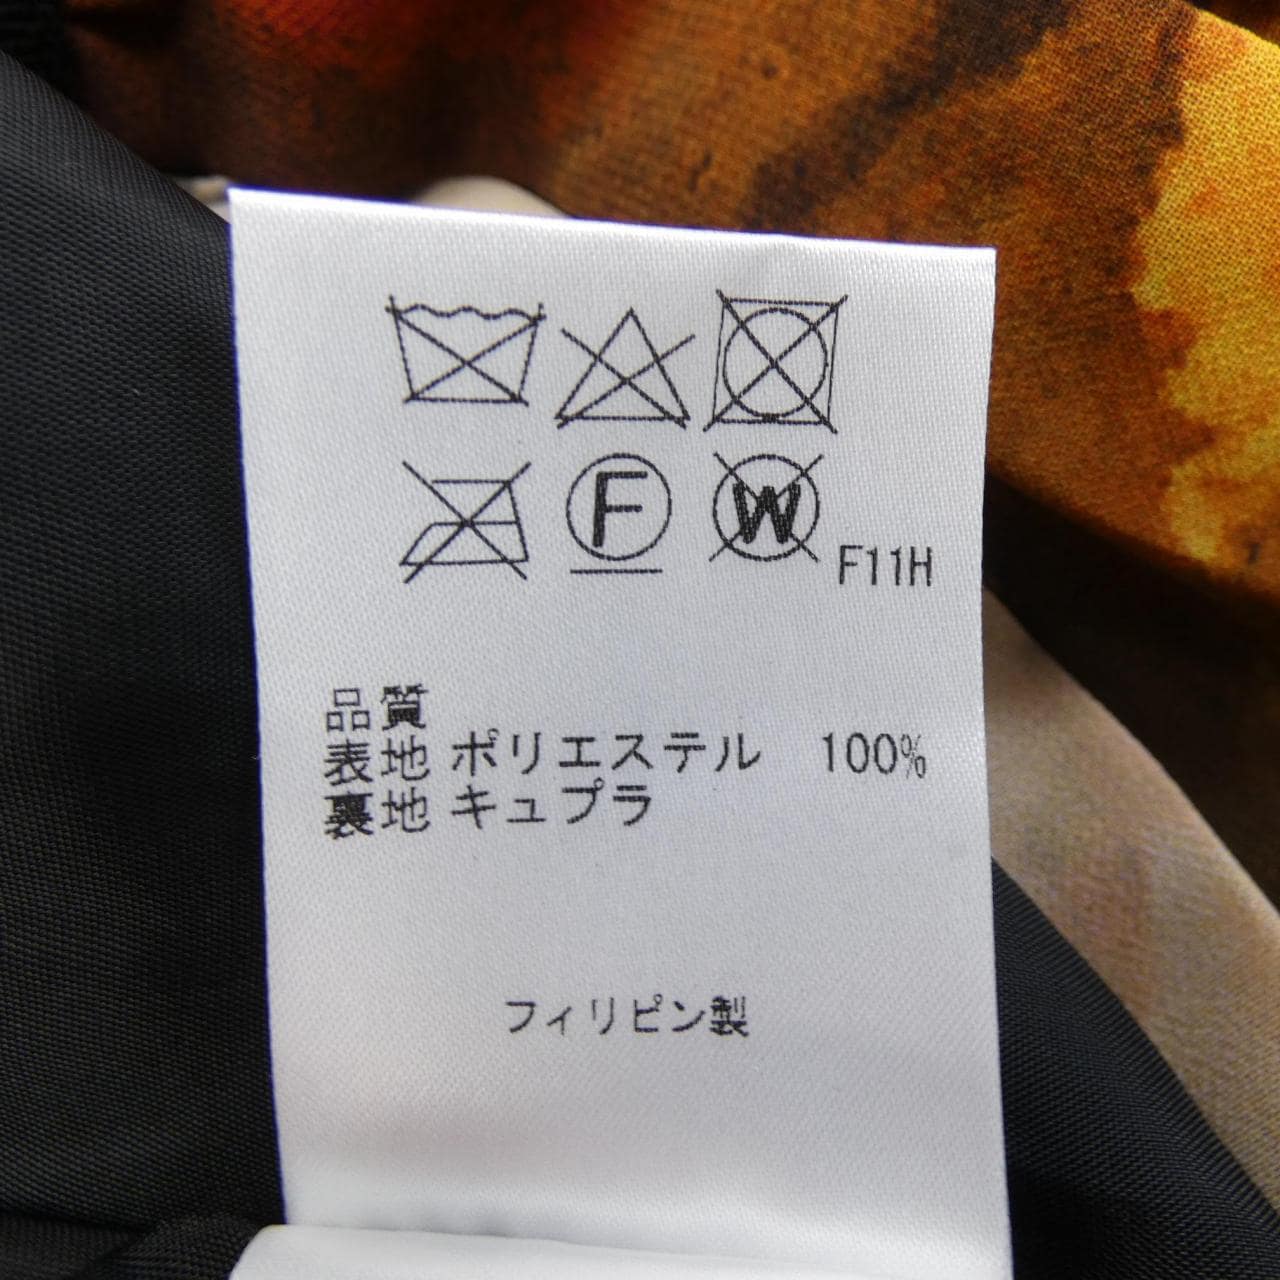 F
W
F11H
品質
表地 ポリエステル 100%
裏地 キュプラ
フィリピン製